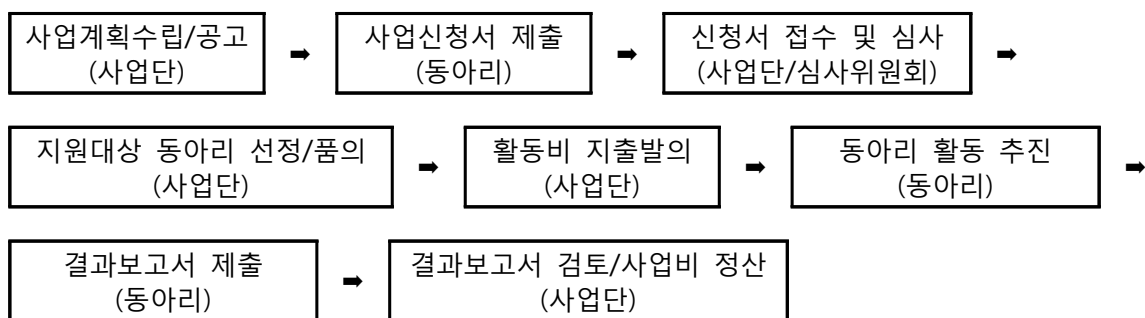 사업계획수립/공고 ➡ 사업신청서 제출 ➡ 신청서 접수 및 심사 ➡
(사업단) (동아리) (사업단/심사위원회)
지원대상 동아리 선정/품의 ➡ 활동비 지출발의 ➡ 동아리 활동 추진 ➡
(사업단) (사업단) (동아리)
결과보고서 제출 ➡ 결과보고서 검토/사업비 정산
(동아리) (사업단)